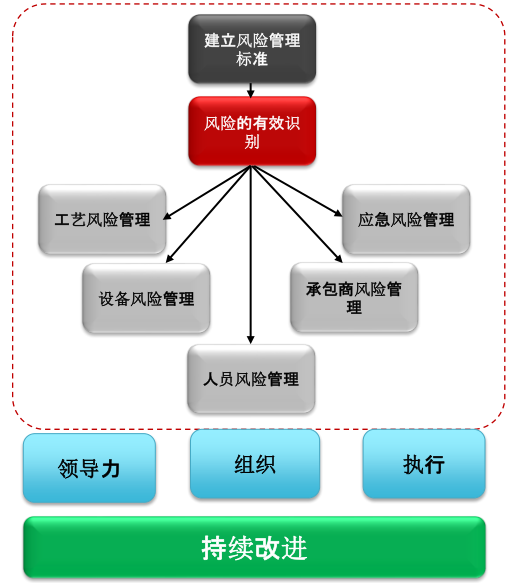 建立风险管理
标准
风险的有效识
别
工艺风险管理
应急风险管理
设备风险管理
承包商风险管
理
人员风险管理
领导力
组织
执行
持续改进